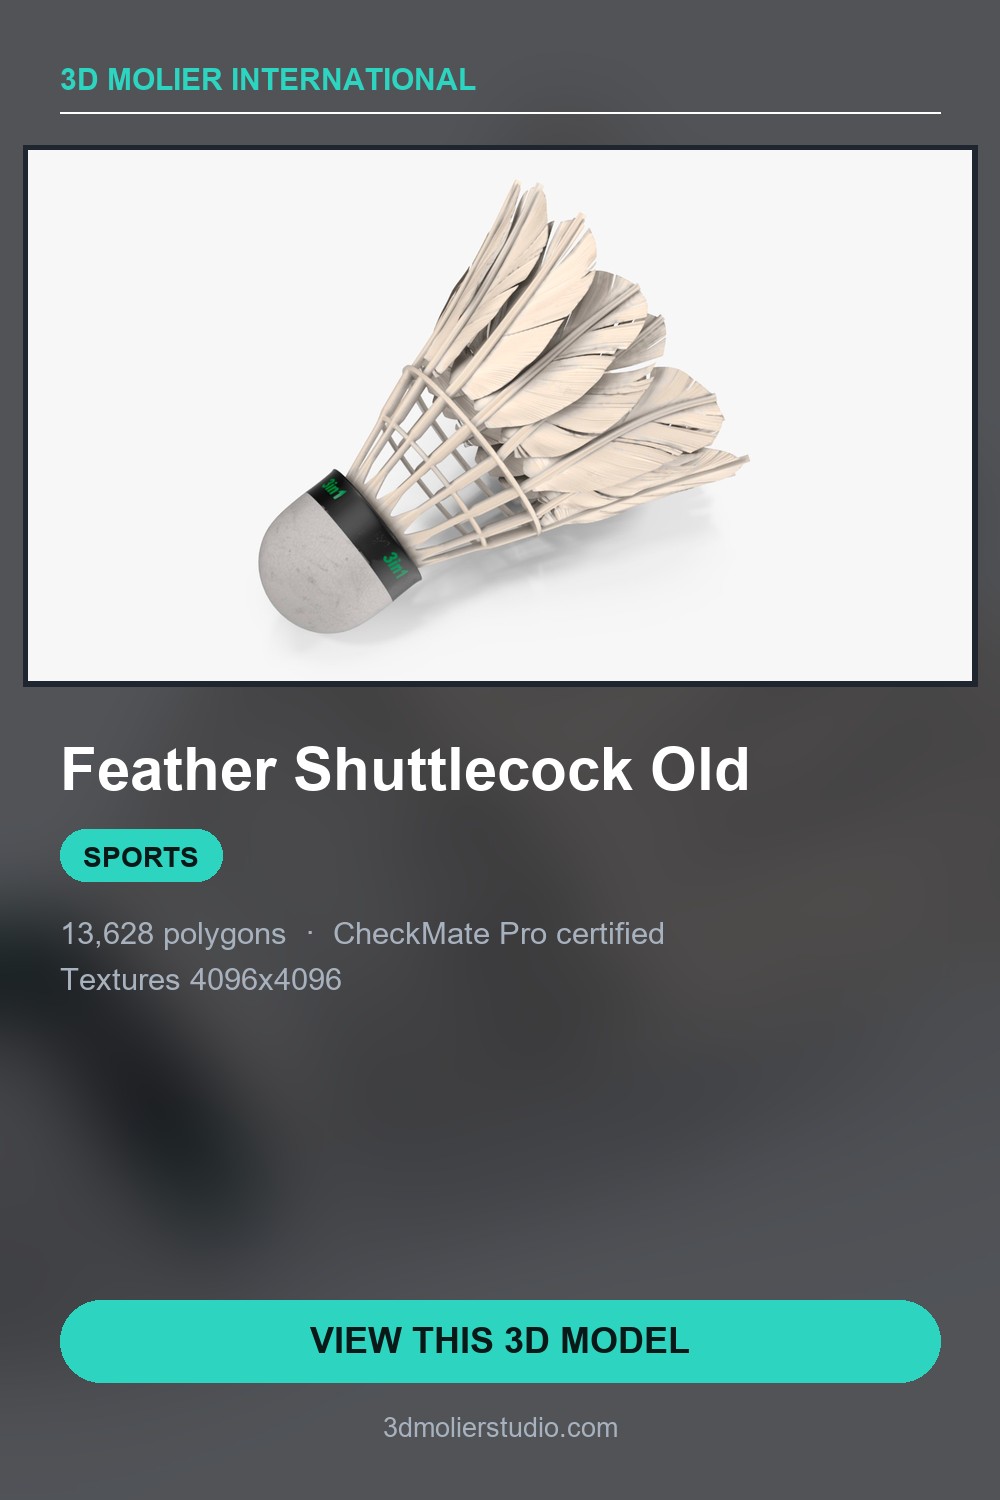 3D MOLIER INTERNATIONAL
3in1
3in1
Feather Shuttlecock Old
SPORTS
13,628 polygons · CheckMate Pro certified
Textures 4096x4096
VIEW THIS 3D MODEL
3dmolierstudio.com